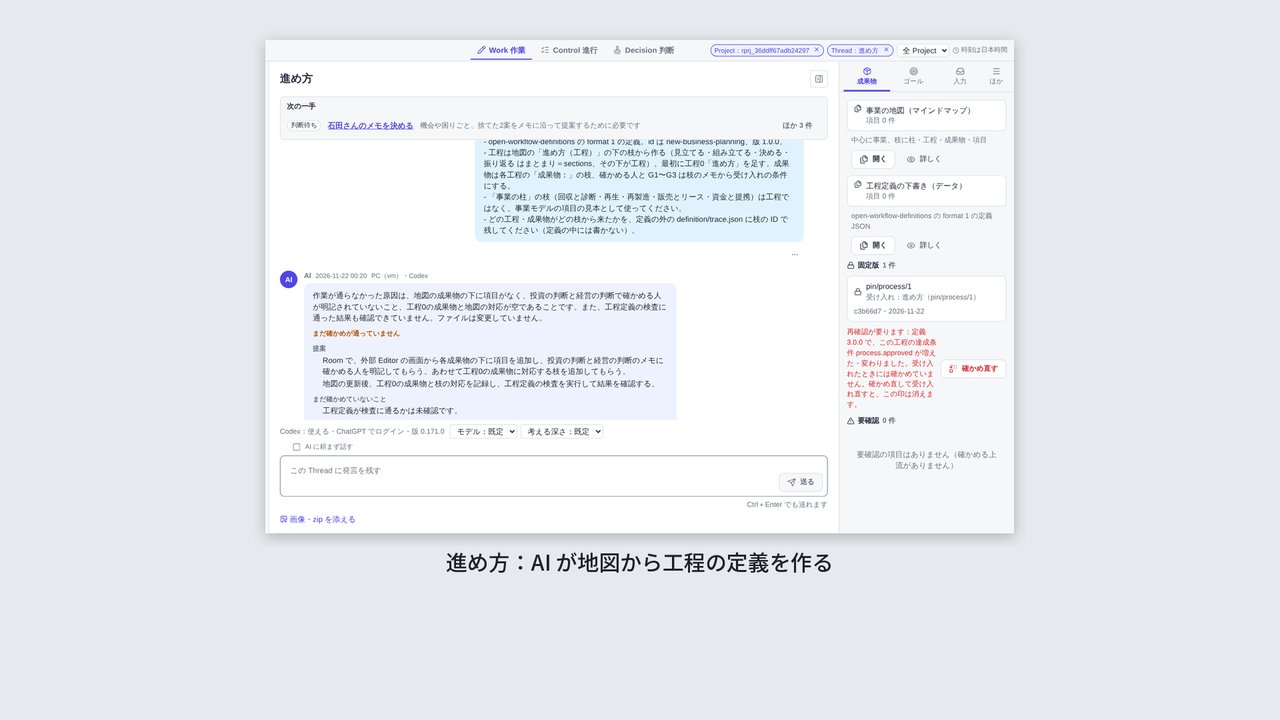 Work 作業
Control 進行
Decision 判断
Project：rprj_36ddff67adb24297 ×
Thread：進め方 ×
全 Project
時刻は日本時間
進め方
次の一手
判断待ち 石田さんのメモを決める 機会や困りごと、捨てた2案をメモに沿って提案するために必要です ほか 3 件
- open-workflow-definitions の format 1 の定義。id は new-business-planning、版 1.0.0。
- 工程は地図の「進め方（工程）」の下の枝から作る（見立てる・組み立てる・決める・
振り返る はまとまり＝sections、その下が工程）。最初に工程0「進め方」を足す。成果
物は各工程の「成果物：」の枝、確かめる人と G1〜G3 は枝のメモから受け入れの条件
にする。
- 「事業の柱」の枝（回収と診断・再生・再製造・販売とリース・資金と提携）は工程で
はなく、事業モデルの項目の見本として使ってください。
- どの工程・成果物がどの枝から来たかを、定義の外の definition/trace.json に枝の ID で
残してください（定義の中には書かない）。
…
AI
AI 2026-11-22 00:20 PC（vm）・Codex
作業が通らなかった原因は、地図の成果物の下に項目がなく、投資の判断と経営の判断で確かめる人
が明記されていないこと、工程0の成果物と地図の対応が空であることです。また、工程定義の検査に
通った結果も確認できていません。ファイルは変更していません。
まだ確かめが通っていません
提案
Room で、外部 Editor の画面から各成果物の下に項目を追加し、投資の判断と経営の判断のメモに
確かめる人を明記してもらう。あわせて工程0の成果物に対応する枝を追加してもらう。
地図の更新後、工程0の成果物と枝の対応を記録し、工程定義の検査を実行して結果を確認する。
まだ確かめていないこと
工程定義が検査に通るかは未確認です。
Codex：使える・ChatGPT でログイン・版 0.171.0
モデル：既定
考える深さ：既定
AI に頼まず話す
この Thread に発言を残す
送る
Ctrl＋Enter でも送れます
画像・zip を添える
成果物
ゴール
入力
ほか
事業の地図（マインドマップ）
項目 0 件
中心に事業、枝に柱・工程・成果物・項目
開く
詳しく
工程定義の下書き（データ）
項目 0 件
open-workflow-definitions の format 1 の定義
JSON
開く
詳しく
固定版 1 件
pin/process/1
受け入れ：進め方（pin/process/1）
c3b66d7・2026-11-22
再確認が要ります：定義
3.0.0 で、この工程の達成条
件 process.approved が増え
た・変わりました。受け入
れたときには確かめていま
せん。確かめ直して受け入
れ直すと、この印は消えま
す。
確かめ直す
要確認 0 件
要確認の項目はありません（確かめる上
流がありません）
進め方：AI が地図から工程の定義を作る